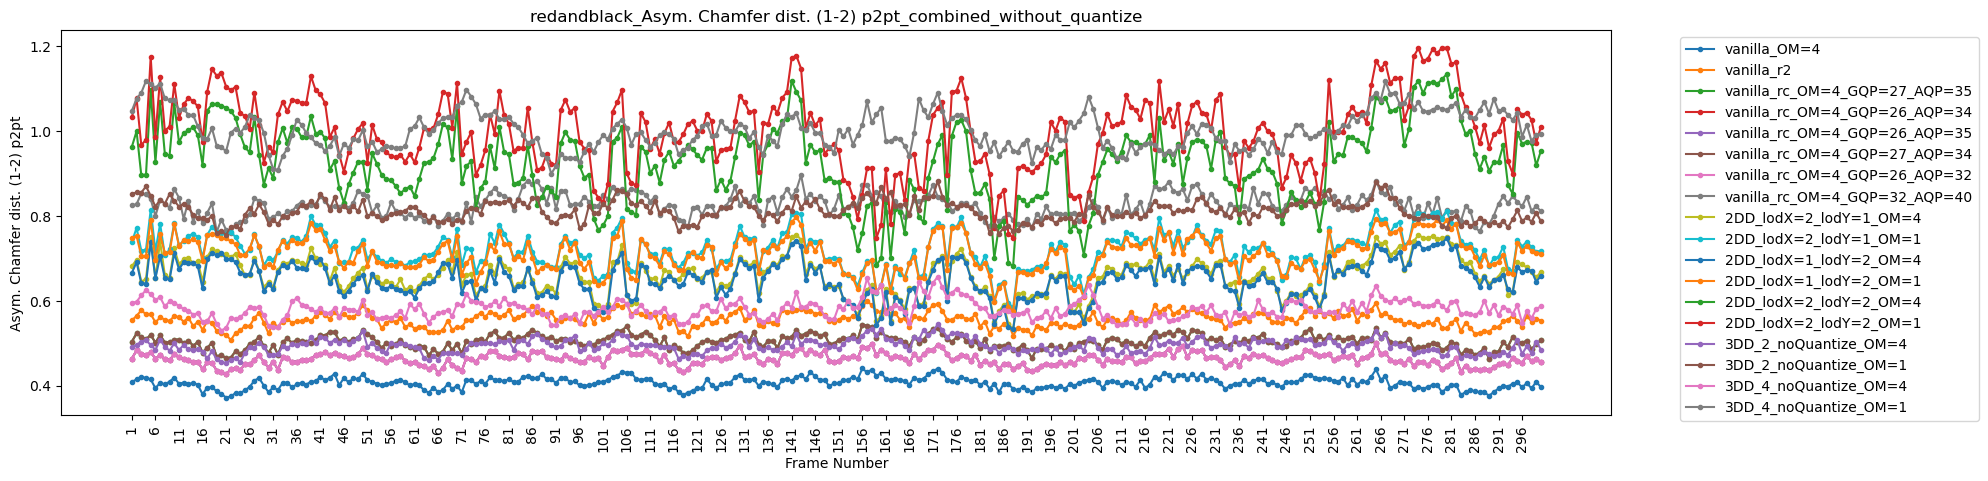 redandblack_Asym. Chamfer dist. (1-2) p2pt_combined_without_quantize
Asym. Chamfer dist. (1-2) p2pt
1.2
1.0
0.8
0.6
0.4
1 6 11 16 21 26 31 36 41 46 51 56 61 66 71 76 81 86 91 96 101 106 111 116 121 126 131 136 141 146 151 156 161 166 171 176 181 186 191 196 201 206 211 216 221 226 231 236 241 246 251 256 261 266 271 276 281 286 291 296
Frame Number
vanilla_OM=4
vanilla_r2
vanilla_rc_OM=4_GQP=27_AQP=35
vanilla_rc_OM=4_GQP=26_AQP=34
vanilla_rc_OM=4_GQP=26_AQP=35
vanilla_rc_OM=4_GQP=27_AQP=34
vanilla_rc_OM=4_GQP=26_AQP=32
vanilla_rc_OM=4_GQP=32_AQP=40
2DD_lodX=2_lodY=1_OM=4
2DD_lodX=2_lodY=1_OM=1
2DD_lodX=1_lodY=2_OM=4
2DD_lodX=1_lodY=2_OM=1
2DD_lodX=2_lodY=2_OM=4
2DD_lodX=2_lodY=2_OM=1
3DD_2_noQuantize_OM=4
3DD_2_noQuantize_OM=1
3DD_4_noQuantize_OM=4
3DD_4_noQuantize_OM=1